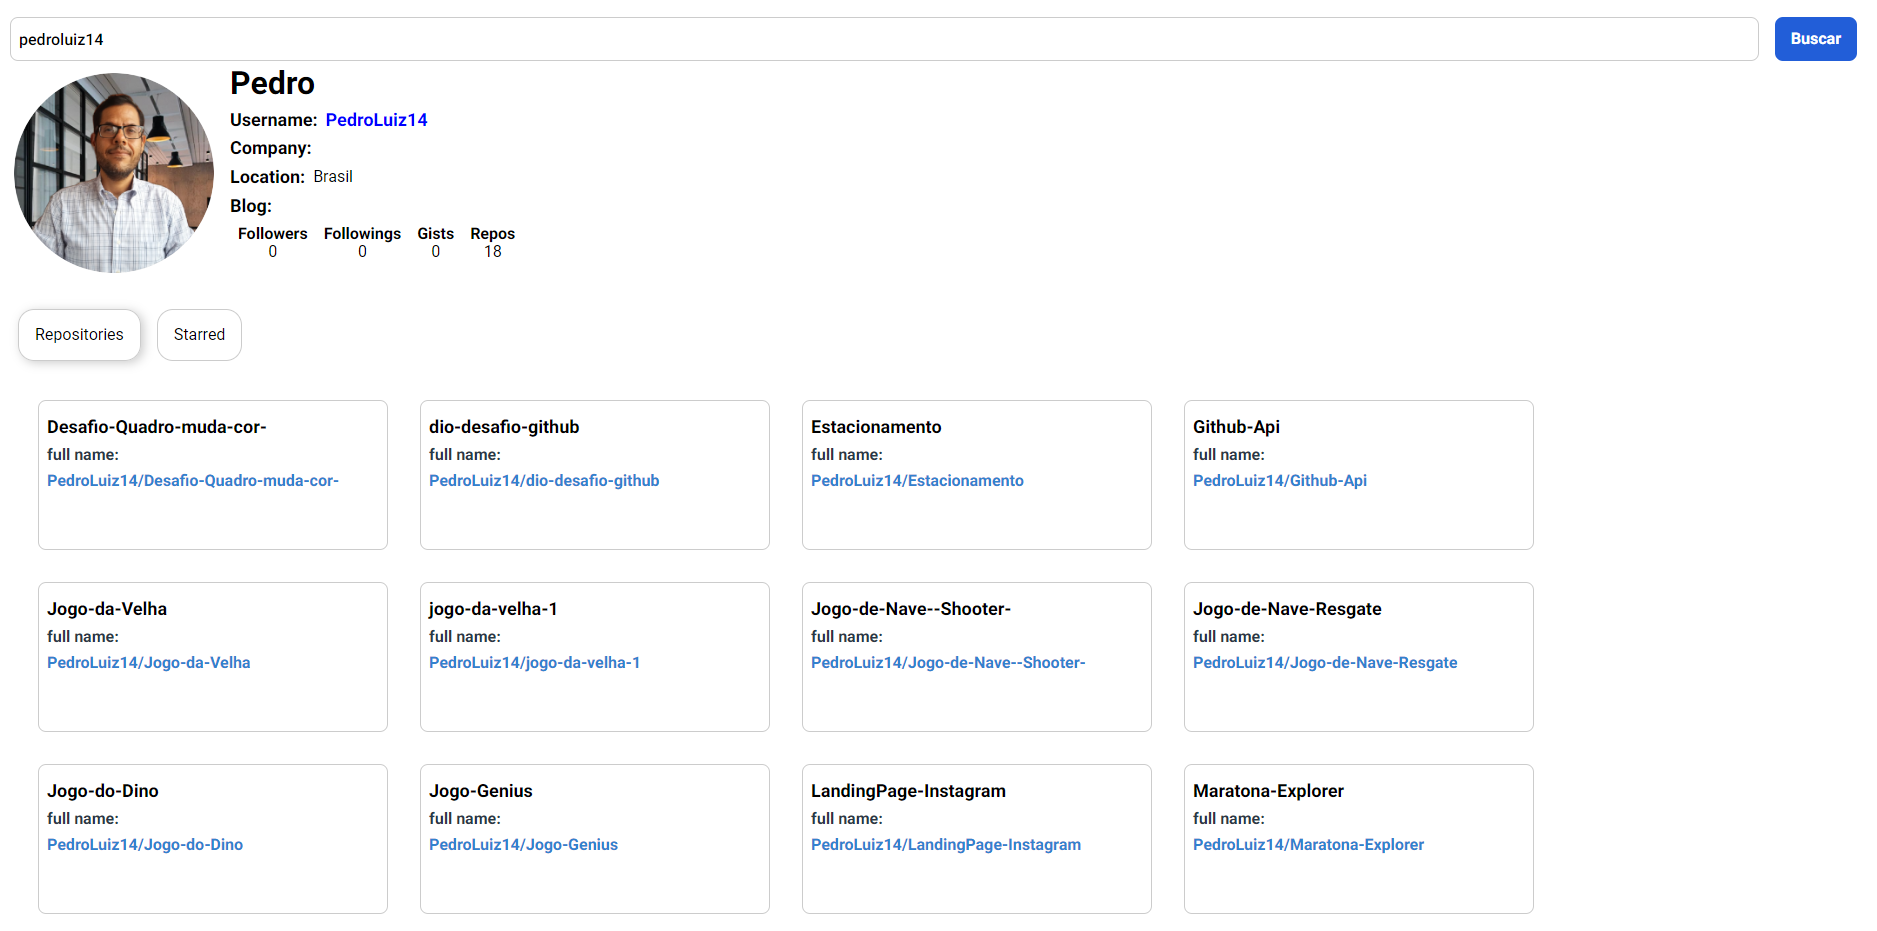 pedroluiz14
Buscar
Pedro
Username: PedroLuiz14
Company:
Location: Brasil
Blog:
Followers Followings Gists Repos
0 0 0 18
Repositories Starred
Desafio-Quadro-muda-cor-
full name:
PedroLuiz14/Desafio-Quadro-muda-cor-
dio-desafio-github
full name:
PedroLuiz14/dio-desafio-github
Estacionamento
full name:
PedroLuiz14/Estacionamento
Github-Api
full name:
PedroLuiz14/Github-Api
Jogo-da-Velha
full name:
PedroLuiz14/Jogo-da-Velha
jogo-da-velha-1
full name:
PedroLuiz14/jogo-da-velha-1
Jogo-de-Nave--Shooter-
full name:
PedroLuiz14/Jogo-de-Nave--Shooter-
Jogo-de-Nave-Resgate
full name:
PedroLuiz14/Jogo-de-Nave-Resgate
Jogo-do-Dino
full name:
PedroLuiz14/Jogo-do-Dino
Jogo-Genius
full name:
PedroLuiz14/Jogo-Genius
LandingPage-Instagram
full name:
PedroLuiz14/LandingPage-Instagram
Maratona-Explorer
full name:
PedroLuiz14/Maratona-Explorer